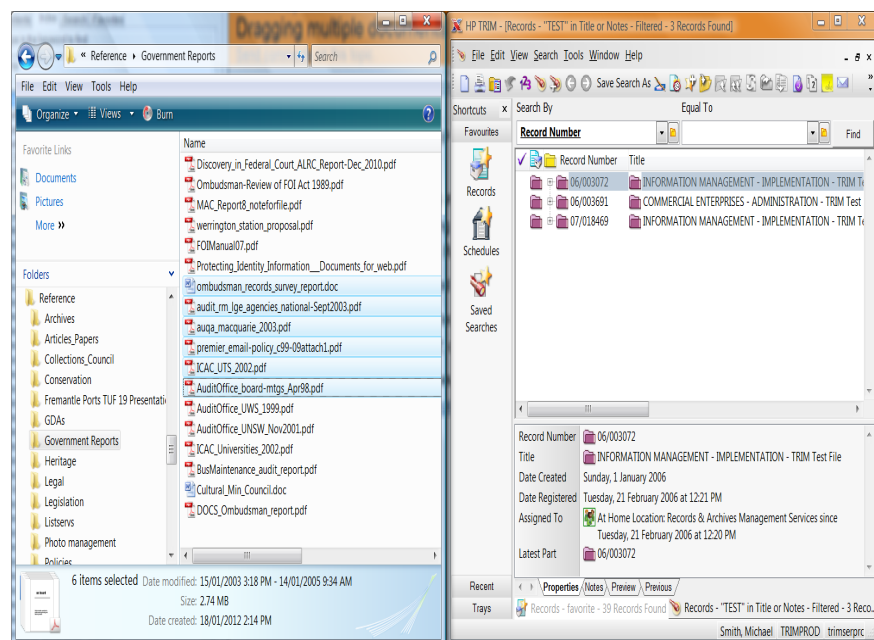 Dragging multiple docum
« Reference › Government Reports
Search
File Edit View Tools Help
Organize Views Burn
Favorite Links
Documents
Pictures
More »
Folders
Reference
Archives
Articles_Papers
Collections_Council
Conservation
Fremantle Ports TUF 19 Presentati
GDAs
Government Reports
Heritage
Legal
Legislation
Listservs
Photo management
Policies
Name
Discovery_in_Federal_Court_ALRC_Report-Dec_2010.pdf
Ombudsman-Review of FOI Act 1989.pdf
MAC_Report8_noteforfile.pdf
werrington_station_proposal.pdf
FOIManual07.pdf
Protecting_Identity_Information__Documents_for_web.pdf
ombudsman_records_survey_report.doc
audit_rm_lge_agencies_national-Sept2003.pdf
auqa_macquarie_2003.pdf
premier_email-policy_c99-09attach1.pdf
ICAC_UTS_2002.pdf
AuditOffice_board-mtgs_Apr98.pdf
AuditOffice_UWS_1999.pdf
AuditOffice_UNSW_Nov2001.pdf
ICAC_Universities_2002.pdf
BusMaintenance_audit_report.pdf
Cultural_Min_Council.doc
DOCS_Ombudsman_report.pdf
6 items selected Date modified: 15/01/2003 3:18 PM - 14/01/2005 9:34 AM
Size: 2.74 MB
Date created: 18/01/2012 2:14 PM
HP TRIM - [Records - "TEST" in Title or Notes - Filtered - 3 Records Found]
File Edit View Search Tools Window Help
Save Search As
Shortcuts x
Favourites
Records
Schedules
Saved
Searches
Recent
Trays
Search By Equal To
Record Number Find
Record Number Title
06/003072 INFORMATION MANAGEMENT - IMPLEMENTATION - TRIM Te
06/003691 COMMERCIAL ENTERPRISES - ADMINISTRATION - TRIM Test
07/018469 INFORMATION MANAGEMENT - IMPLEMENTATION - TRIM Te
Record Number 06/003072
Title INFORMATION MANAGEMENT - IMPLEMENTATION - TRIM Test File
Date Created Sunday, 1 January 2006
Date Registered Tuesday, 21 February 2006 at 12:21 PM
Assigned To At Home Location: Records & Archives Management Services since
Tuesday, 21 February 2006 at 12:20 PM
Latest Part 06/003072
Properties Notes Preview Previous
Records - favorite - 39 Records Found Records - "TEST" in Title or Notes - Filtered - 3 Reco..
Smith, Michael TRIMPROD trimserprc